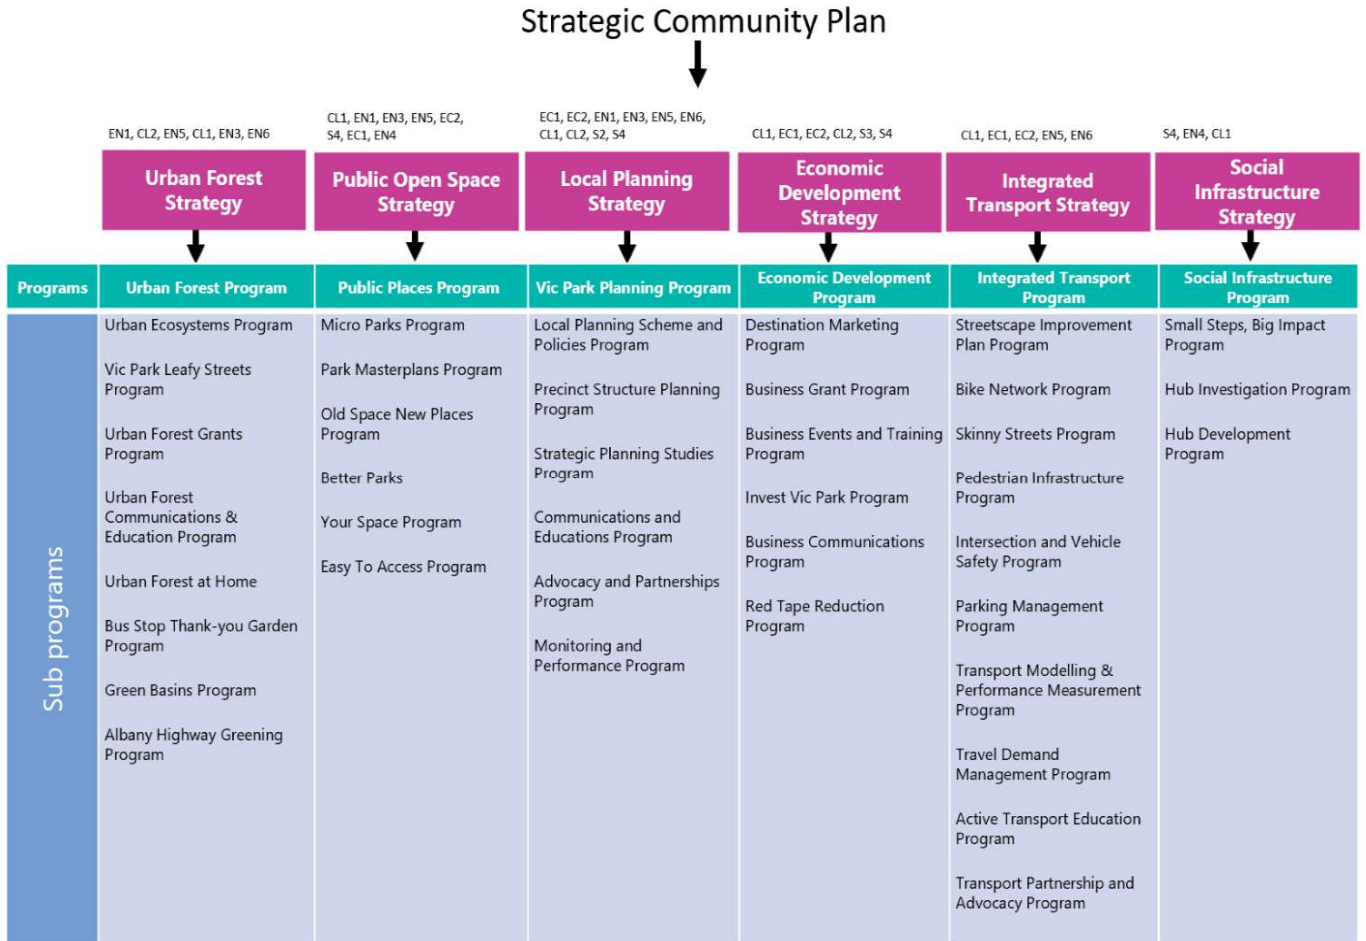 Strategic Community Plan
EN1, CL2, EN5, CL1, EN3, EN6
CL1, EN1, EN3, EN5, EC2,
S4, EC1, EN4
EC1, EC2, EN1, EN3, EN5, EN6,
CL1, CL2, S2, S4
CL1, EC1, EC2, CL2, S3, S4
CL1, EC1, EC2, EN5, EN6
S4, EN4, CL1
Urban Forest
Strategy
Public Open Space
Strategy
Local Planning
Strategy
Economic
Development
Strategy
Integrated
Transport Strategy
Social
Infrastructure
Strategy
Programs
Urban Forest Program
Public Places Program
Vic Park Planning Program
Economic Development
Program
Integrated Transport
Program
Social Infrastructure
Program
Sub programs
Urban Ecosystems Program
Vic Park Leafy Streets
Program
Urban Forest Grants
Program
Urban Forest
Communications &
Education Program
Urban Forest at Home
Bus Stop Thank-you Garden
Program
Green Basins Program
Albany Highway Greening
Program
Micro Parks Program
Park Masterplans Program
Old Space New Places
Program
Better Parks
Your Space Program
Easy To Access Program
Local Planning Scheme and
Policies Program
Precinct Structure Planning
Program
Strategic Planning Studies
Program
Communications and
Educations Program
Advocacy and Partnerships
Program
Monitoring and
Performance Program
Destination Marketing
Program
Business Grant Program
Business Events and Training
Program
Invest Vic Park Program
Business Communications
Program
Red Tape Reduction
Program
Streetscape Improvement
Plan Program
Bike Network Program
Skinny Streets Program
Pedestrian Infrastructure
Program
Intersection and Vehicle
Safety Program
Parking Management
Program
Transport Modelling &
Performance Measurement
Program
Travel Demand
Management Program
Active Transport Education
Program
Transport Partnership and
Advocacy Program
Small Steps, Big Impact
Program
Hub Investigation Program
Hub Development
Program